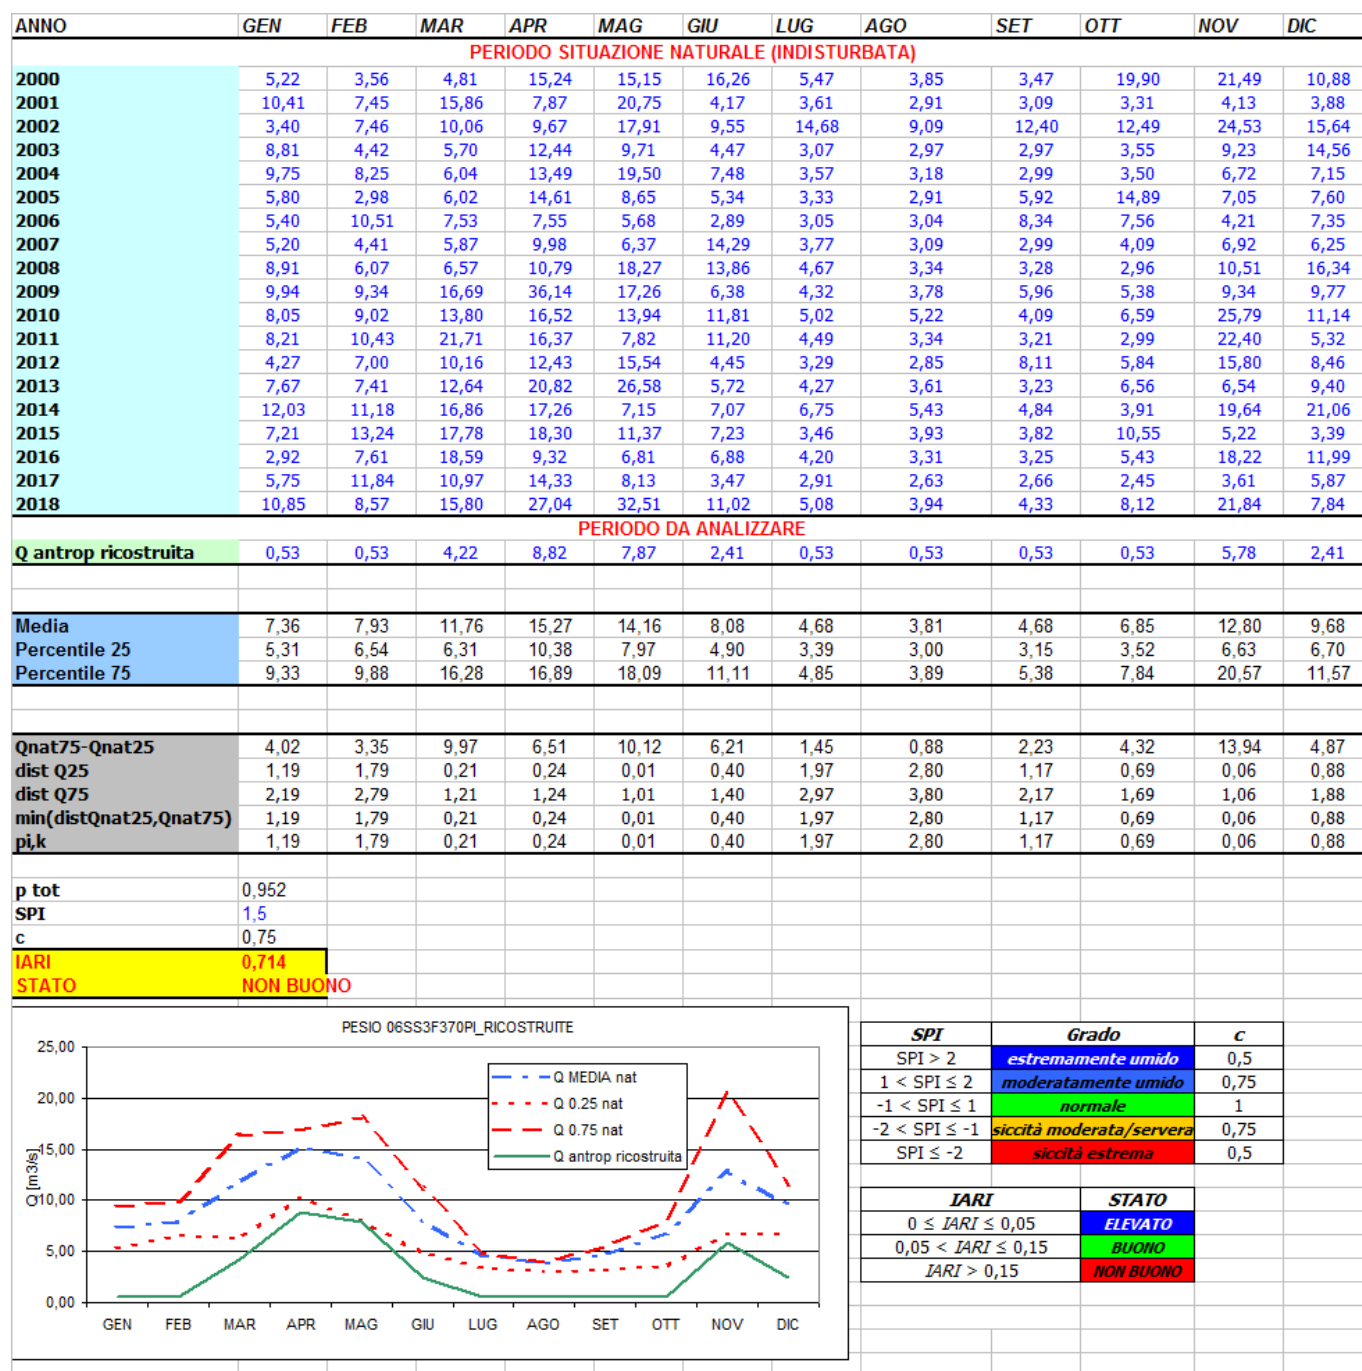 ANNO GEN FEB MAR APR MAG GIU LUG AGO SET OTT NOV DIC
PERIODO SITUAZIONE NATURALE (INDISTURBATA)
2000 5,22 3,56 4,81 15,24 15,15 16,26 5,47 3,85 3,47 19,90 21,49 10,88
2001 10,41 7,45 15,86 7,87 20,75 4,17 3,61 2,91 3,09 3,31 4,13 3,88
2002 3,40 7,46 10,06 9,67 17,91 9,55 14,68 9,09 12,40 12,49 24,53 15,64
2003 8,81 4,42 5,70 12,44 9,71 4,47 3,07 2,97 2,97 3,55 9,23 14,56
2004 9,75 8,25 6,04 13,49 19,50 7,48 3,57 3,18 2,99 3,50 6,72 7,15
2005 5,80 2,98 6,02 14,61 8,65 5,34 3,33 2,91 5,92 14,89 7,05 7,60
2006 5,40 10,51 7,53 7,55 5,68 2,89 3,05 3,04 8,34 7,56 4,21 7,35
2007 5,20 4,41 5,87 9,98 6,37 14,29 3,77 3,09 2,99 4,09 6,92 6,25
2008 8,91 6,07 6,57 10,79 18,27 13,86 4,67 3,34 3,28 2,96 10,51 16,34
2009 9,94 9,34 16,69 36,14 17,26 6,38 4,32 3,78 5,96 5,38 9,34 9,77
2010 8,05 9,02 13,80 16,52 13,94 11,81 5,02 5,22 4,09 6,59 25,79 11,14
2011 8,21 10,43 21,71 16,37 7,82 11,20 4,49 3,34 3,21 2,99 22,40 5,32
2012 4,27 7,00 10,16 12,43 15,54 4,45 3,29 2,85 8,11 5,84 15,80 8,46
2013 7,67 7,41 12,64 20,82 26,58 5,72 4,27 3,61 3,23 6,56 6,54 9,40
2014 12,03 11,18 16,86 17,26 7,15 7,07 6,75 5,43 4,84 3,91 19,64 21,06
2015 7,21 13,24 17,78 18,30 11,37 7,23 3,46 3,93 3,82 10,55 5,22 3,39
2016 2,92 7,61 18,59 9,32 6,81 6,88 4,20 3,31 3,25 5,43 18,22 11,99
2017 5,75 11,84 10,97 14,33 8,13 3,47 2,91 2,63 2,66 2,45 3,61 5,87
2018 10,85 8,57 15,80 27,04 32,51 11,02 5,08 3,94 4,33 8,12 21,84 7,84
PERIODO DA ANALIZZARE
Q antrop ricostruita 0,53 0,53 4,22 8,82 7,87 2,41 0,53 0,53 0,53 0,53 5,78 2,41
Media 7,36 7,93 11,76 15,27 14,16 8,08 4,68 3,81 4,68 6,85 12,80 9,68
Percentile 25 5,31 6,54 6,31 10,38 7,97 4,90 3,39 3,00 3,15 3,52 6,63 6,70
Percentile 75 9,33 9,88 16,28 16,89 18,09 11,11 4,85 3,89 5,38 7,84 20,57 11,57
Qnat75-Qnat25 4,02 3,35 9,97 6,51 10,12 6,21 1,45 0,88 2,23 4,32 13,94 4,87
dist Q25 1,19 1,79 0,21 0,24 0,01 0,40 1,97 2,80 1,17 0,69 0,06 0,88
dist Q75 2,19 2,79 1,21 1,24 1,01 1,40 2,97 3,80 2,17 1,69 1,06 1,88
min(distQnat25,Qnat75) 1,19 1,79 0,21 0,24 0,01 0,40 1,97 2,80 1,17 0,69 0,06 0,88
pi,k 1,19 1,79 0,21 0,24 0,01 0,40 1,97 2,80 1,17 0,69 0,06 0,88
p tot 0,952
SPI 1,5
c 0,75
IARI 0,714
STATO NON BUONO
PESIO 06SS3F370PI_RICOSTRUITE
Q [m3/s]
25,00
20,00
15,00
10,00
5,00
0,00
Q MEDIA nat
Q 0.25 nat
Q 0.75 nat
Q antrop ricostruita
GEN FEB MAR APR MAG GIU LUG AGO SET OTT NOV DIC
SPI Grado c
SPI > 2 estremamente umido 0,5
1 < SPI ≤ 2 moderatamente umido 0,75
-1 < SPI ≤ 1 normale 1
-2 < SPI ≤ -1 siccità moderata/servera 0,75
SPI ≤ -2 siccità estrema 0,5
IARI STATO
0 ≤ IARI ≤ 0,05 ELEVATO
0,05 < IARI ≤ 0,15 BUONO
IARI > 0,15 NON BUONO